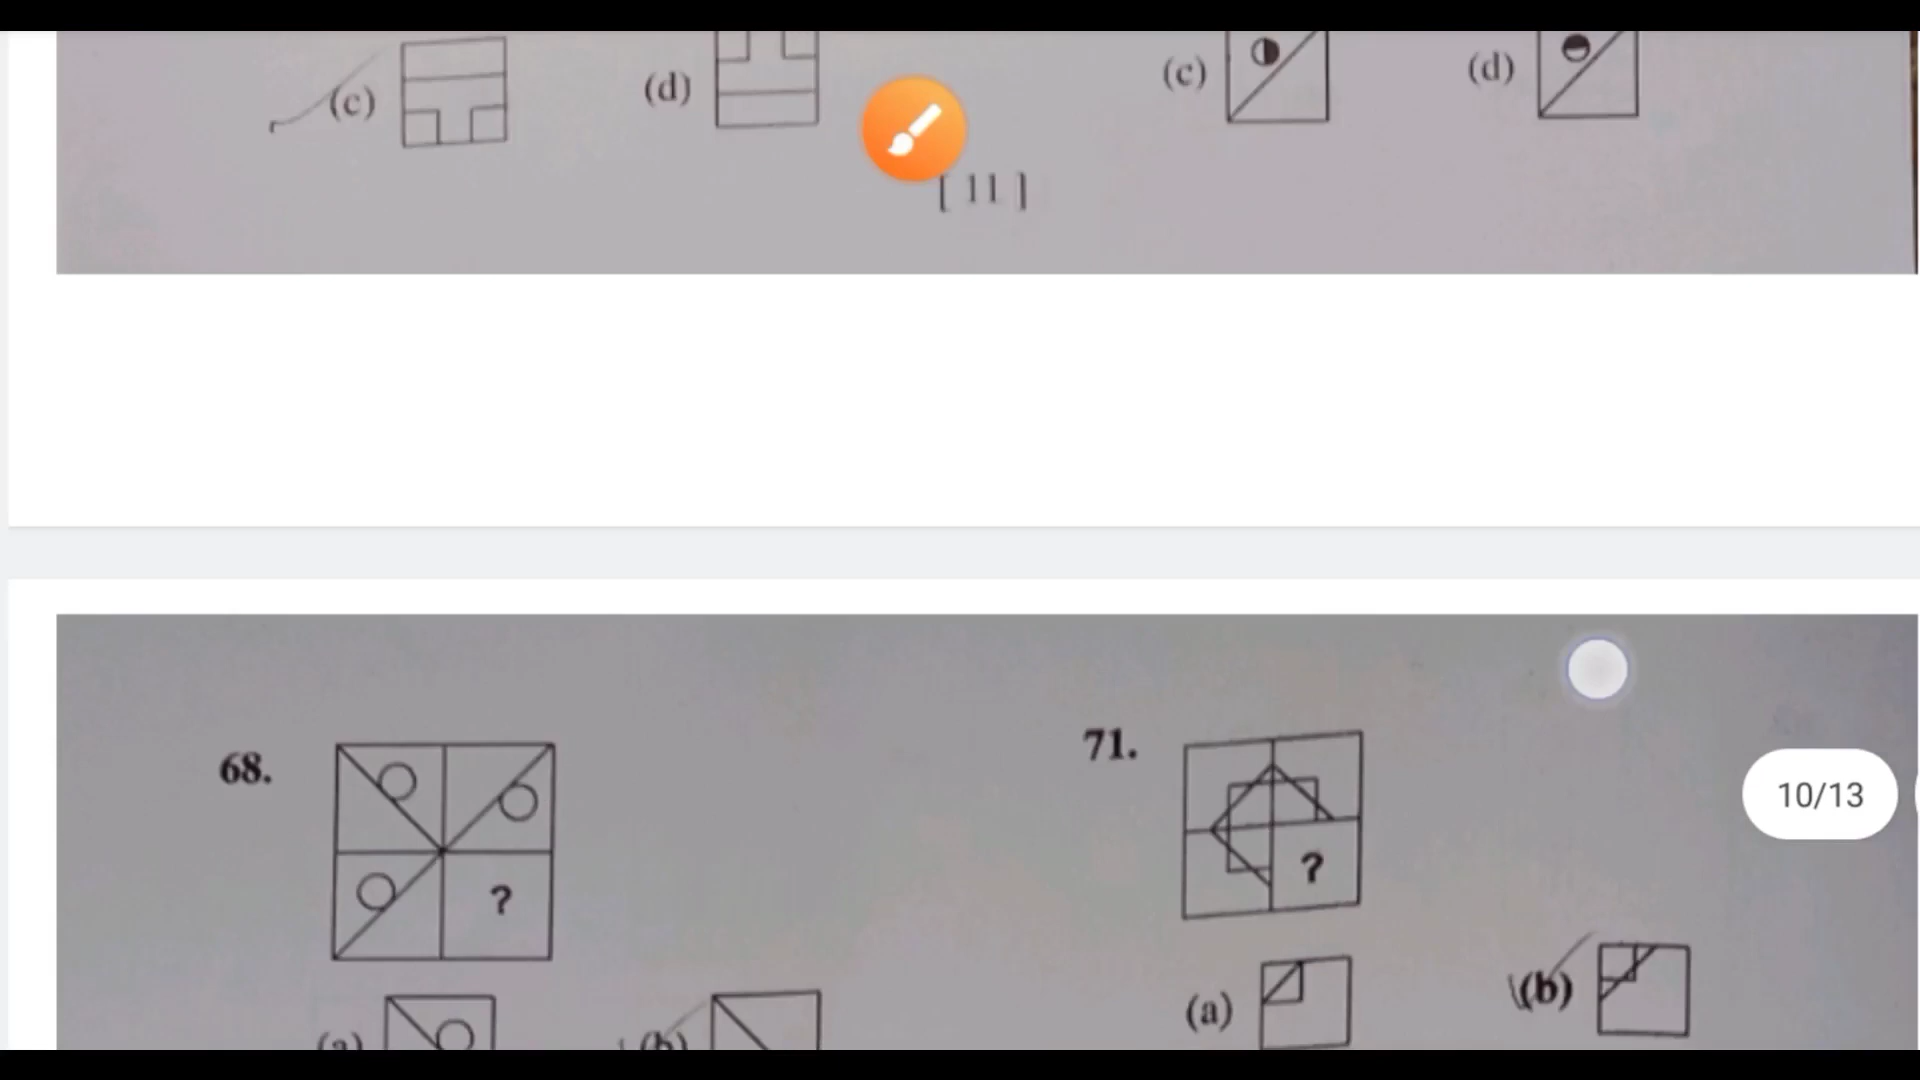 (c) (d) (c) (d)
[ 11 ]
68. 71.
10/13
?
?
(a) (b)
(a) (b)